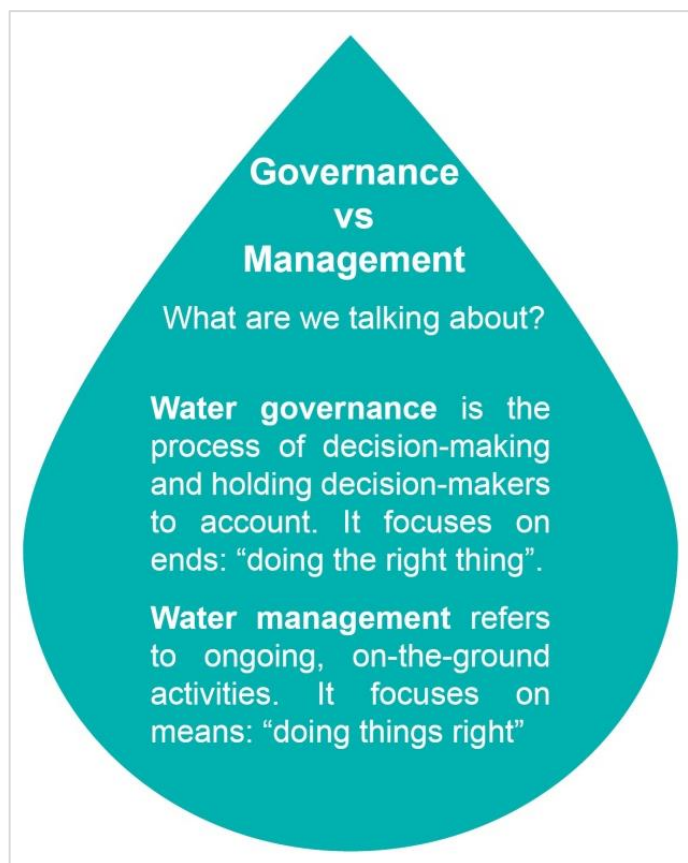 Governance
vs
Management
What are we talking about?
Water governance is the
process of decision-making
and holding decision-makers
to account. It focuses on
ends: “doing the right thing”.
Water management refers
to ongoing, on-the-ground
activities. It focuses on
means: “doing things right”